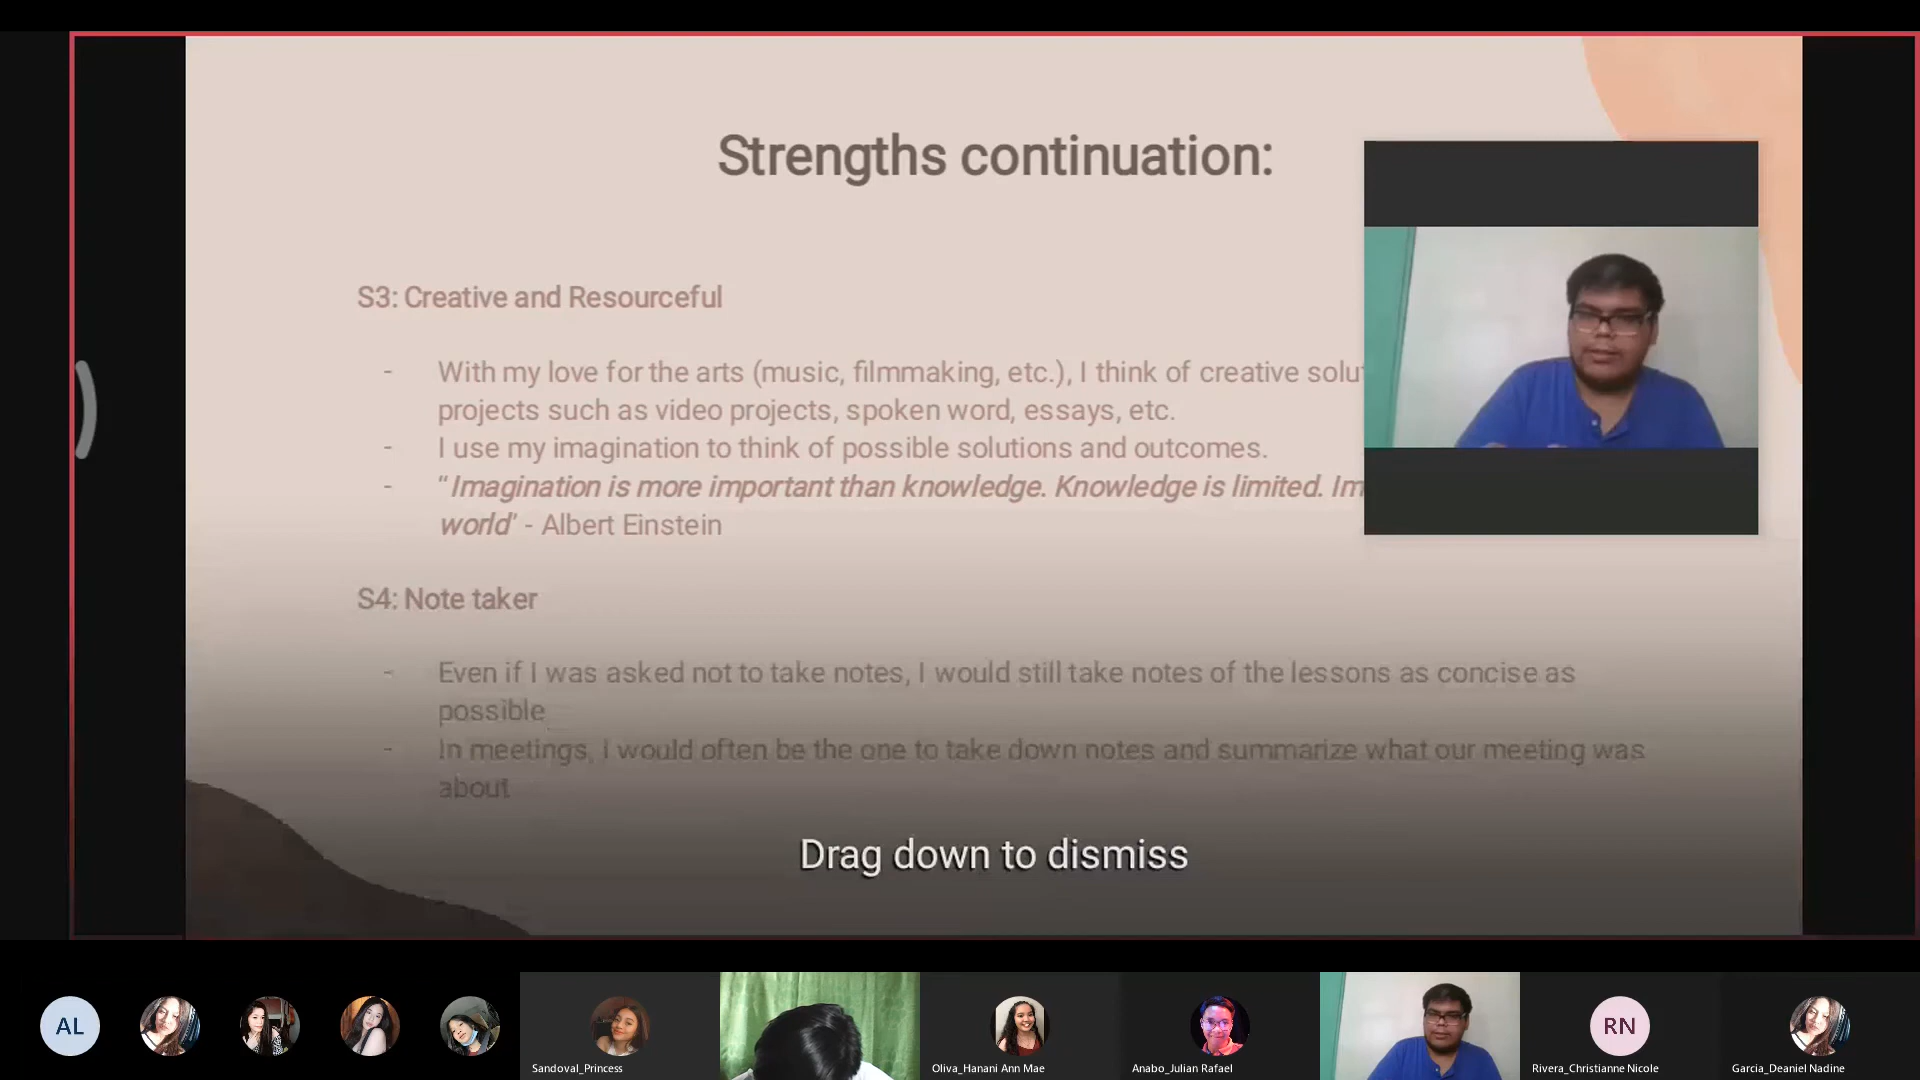 Strengths continuation:
S3: Creative and Resourceful
- With my love for the arts (music, filmmaking, etc.), I think of creative
projects such as video projects, spoken word, essays, etc.
- I use my imagination to think of possible solutions and outcomes.
- "Imagination is more important than knowledge. Knowledge is limited.
world" - Albert Einstein
S4: Note taker
- Even if I was asked not to take notes, I would still take notes of the lessons as concise as
possible
- In meetings, I would often be the one to take down notes and summarize what our meeting was
about
Drag down to dismiss
AL
RN
Sandoval_Princess
Oliva_Hanani Ann Mae
Anabo_Julian Rafael
Rivera_Christianne Nicole
Garcia_Deaniel Nadine